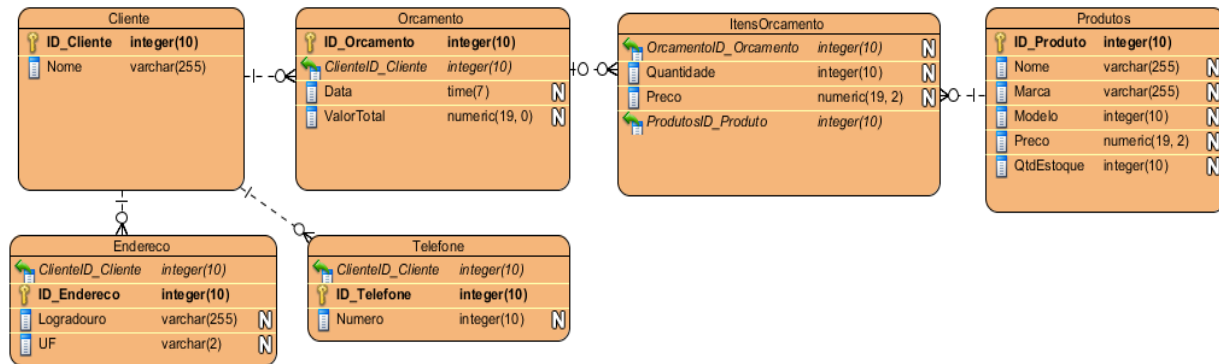 Cliente
ID_Cliente integer(10)
Nome varchar(255)
Orcamento
ID_Orcamento integer(10)
ClienteID_Cliente integer(10)
Data time(7) N
ValorTotal numeric(19, 0) N
ItensOrcamento
OrcamentoID_Orcamento integer(10) N
Quantidade integer(10) N
Preco numeric(19, 2) N
ProdutosID_Produto integer(10)
Produtos
ID_Produto integer(10)
Nome varchar(255) N
Marca varchar(255) N
Modelo integer(10) N
Preco numeric(19, 2) N
QtdEstoque integer(10) N
Endereco
ClienteID_Cliente integer(10)
ID_Endereco integer(10)
Logradouro varchar(255) N
UF varchar(2) N
Telefone
ClienteID_Cliente integer(10)
ID_Telefone integer(10)
Numero integer(10) N